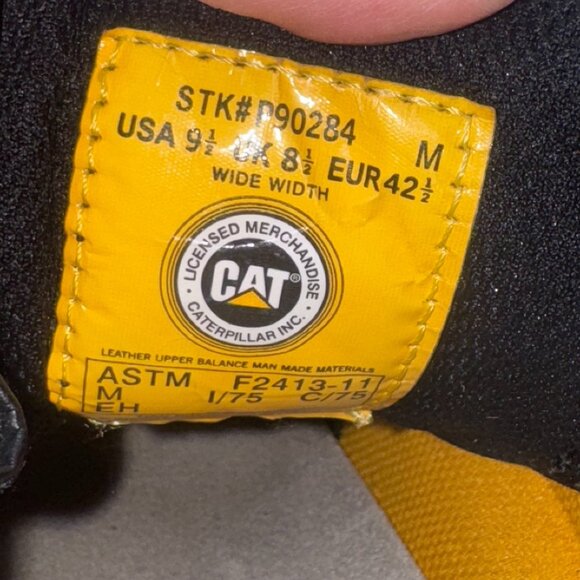 STK# P90284
USA 9½ UK 8½ EUR 42½ M
WIDE WIDTH
· LICENSED MERCHANDISE ·
CAT®
CATERPILLAR INC.
LEATHER UPPER BALANCE MAN MADE MATERIALS
ASTM F2413-11
M I/75 C/75
EH